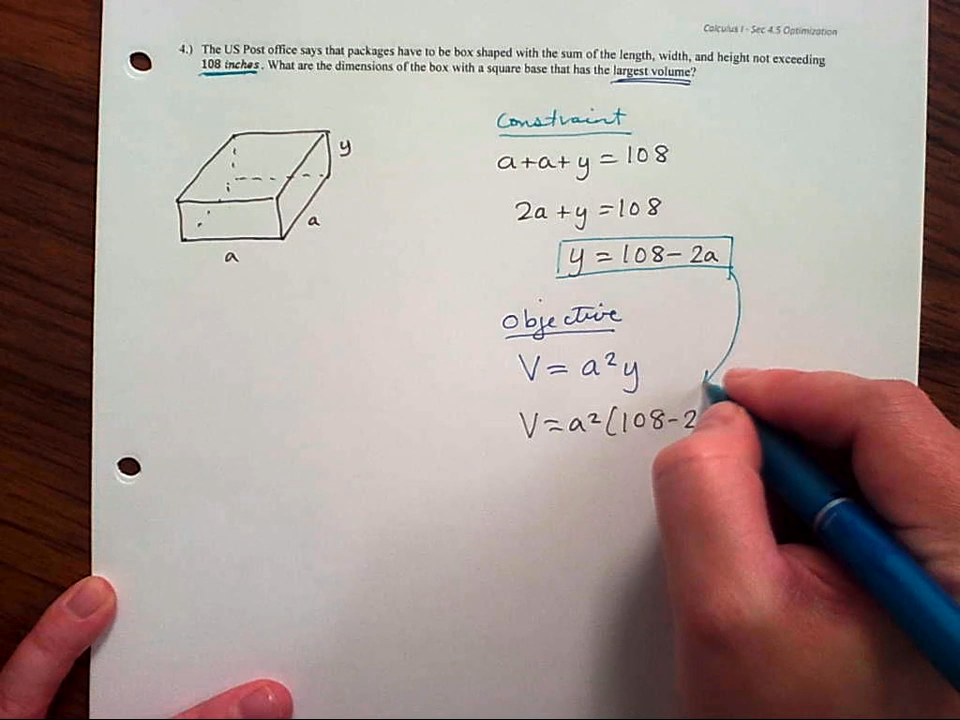 Calculus I - Sec 4.5 Optimization
4.) The US Post office says that packages have to be box shaped with the sum of the length, width, and height not exceeding
108 inches. What are the dimensions of the box with a square base that has the largest volume?
y
a
a
Constraint
a+a+y = 108
2a+y = 108
y = 108 - 2a
Objective
V = a²y
V = a²(108-2